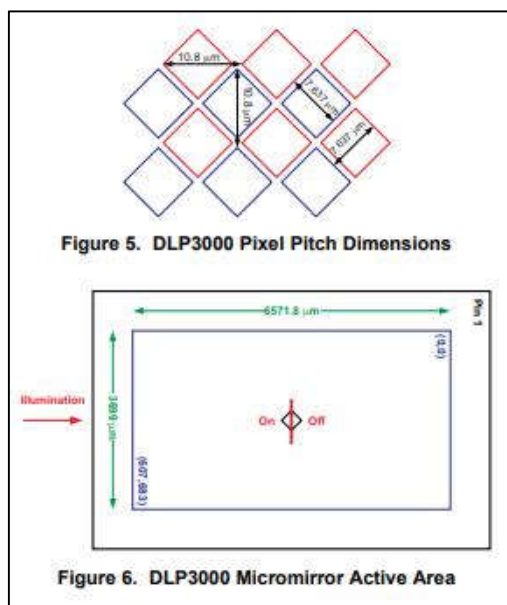 10.8 µm
10.8 µm
7.637 µm
7.637 µm
Figure 5. DLP3000 Pixel Pitch Dimensions
6571.8 µm
Pin 1
(0,0)
Illumination
3699 µm
On
Off
(607,683)
Figure 6. DLP3000 Micromirror Active Area